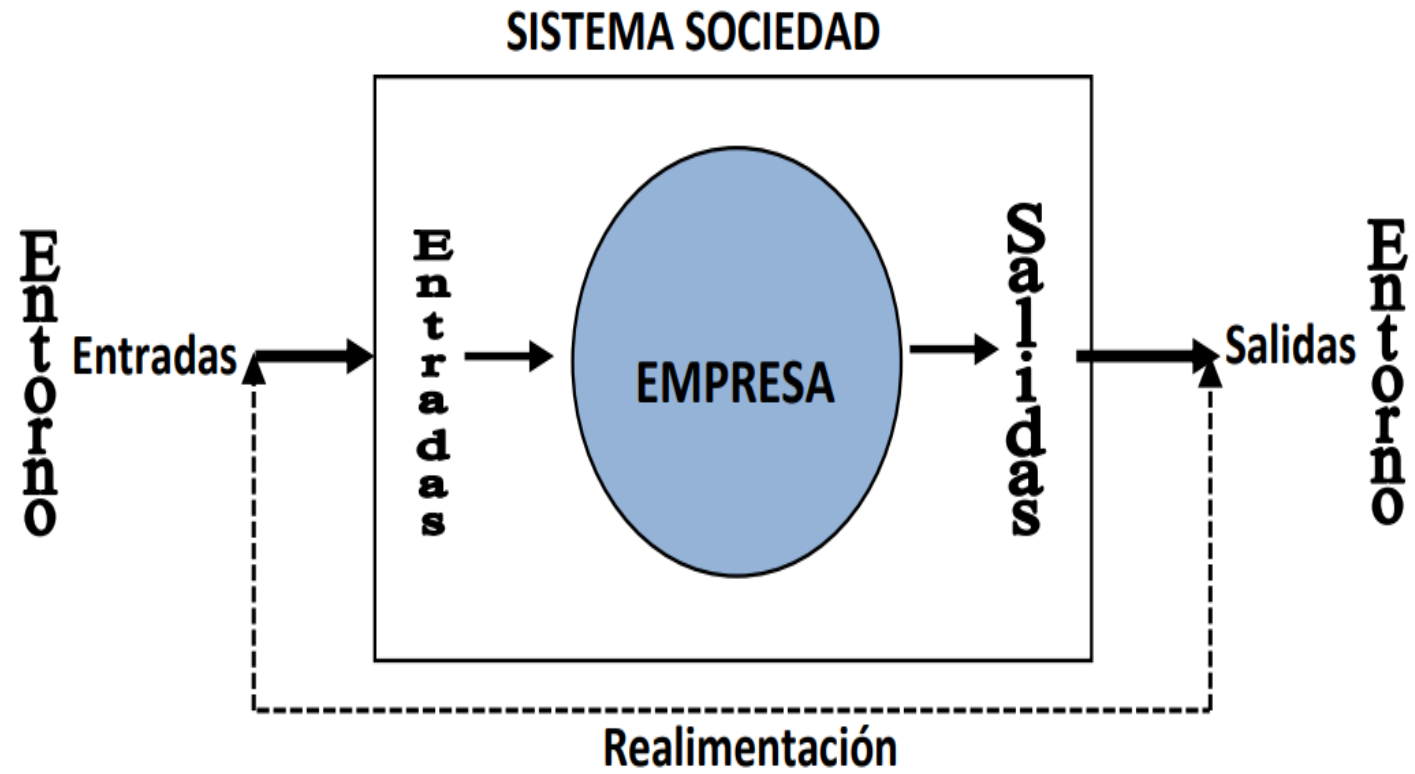 SISTEMA SOCIEDAD
Entorno
Entradas
Entradas
EMPRESA
Salidas
Salidas
Entorno
Realimentación